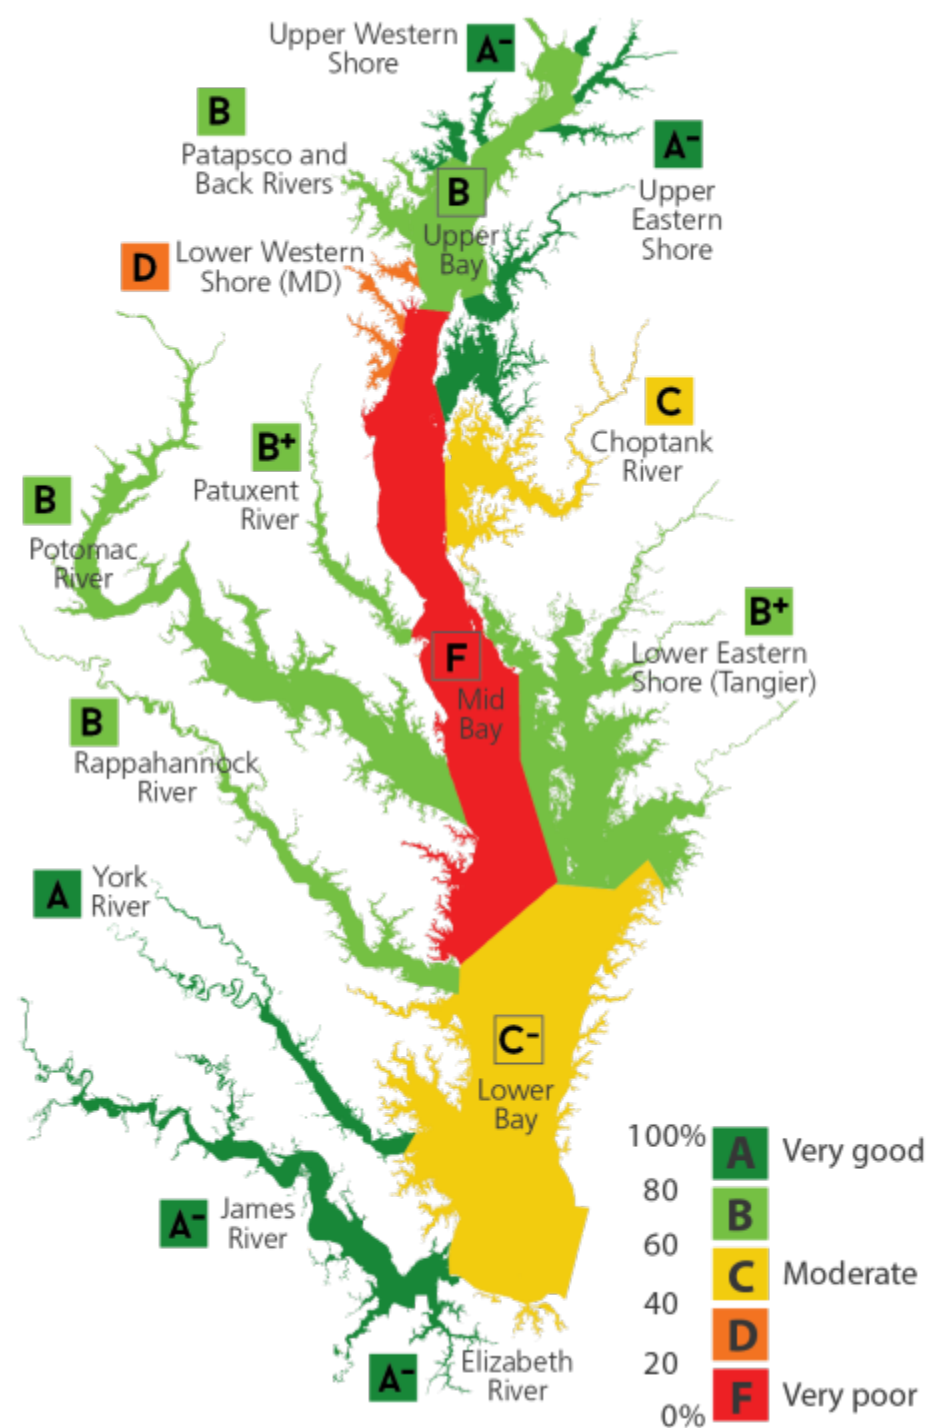 Upper Western
Shore
A-
B
Patapsco and
Back Rivers
A-
Upper
Eastern
Shore
B
Upper
Bay
D
Lower Western
Shore (MD)
C
Choptank
River
B+
Patuxent
River
B
Potomac
River
B+
Lower Eastern
Shore (Tangier)
F
Mid
Bay
B
Rappahannock
River
A
York
River
C-
Lower
Bay
A-
James
River
A-
Elizabeth
River
100%
A Very good
80
B
60
C Moderate
40
D
20
F Very poor
0%